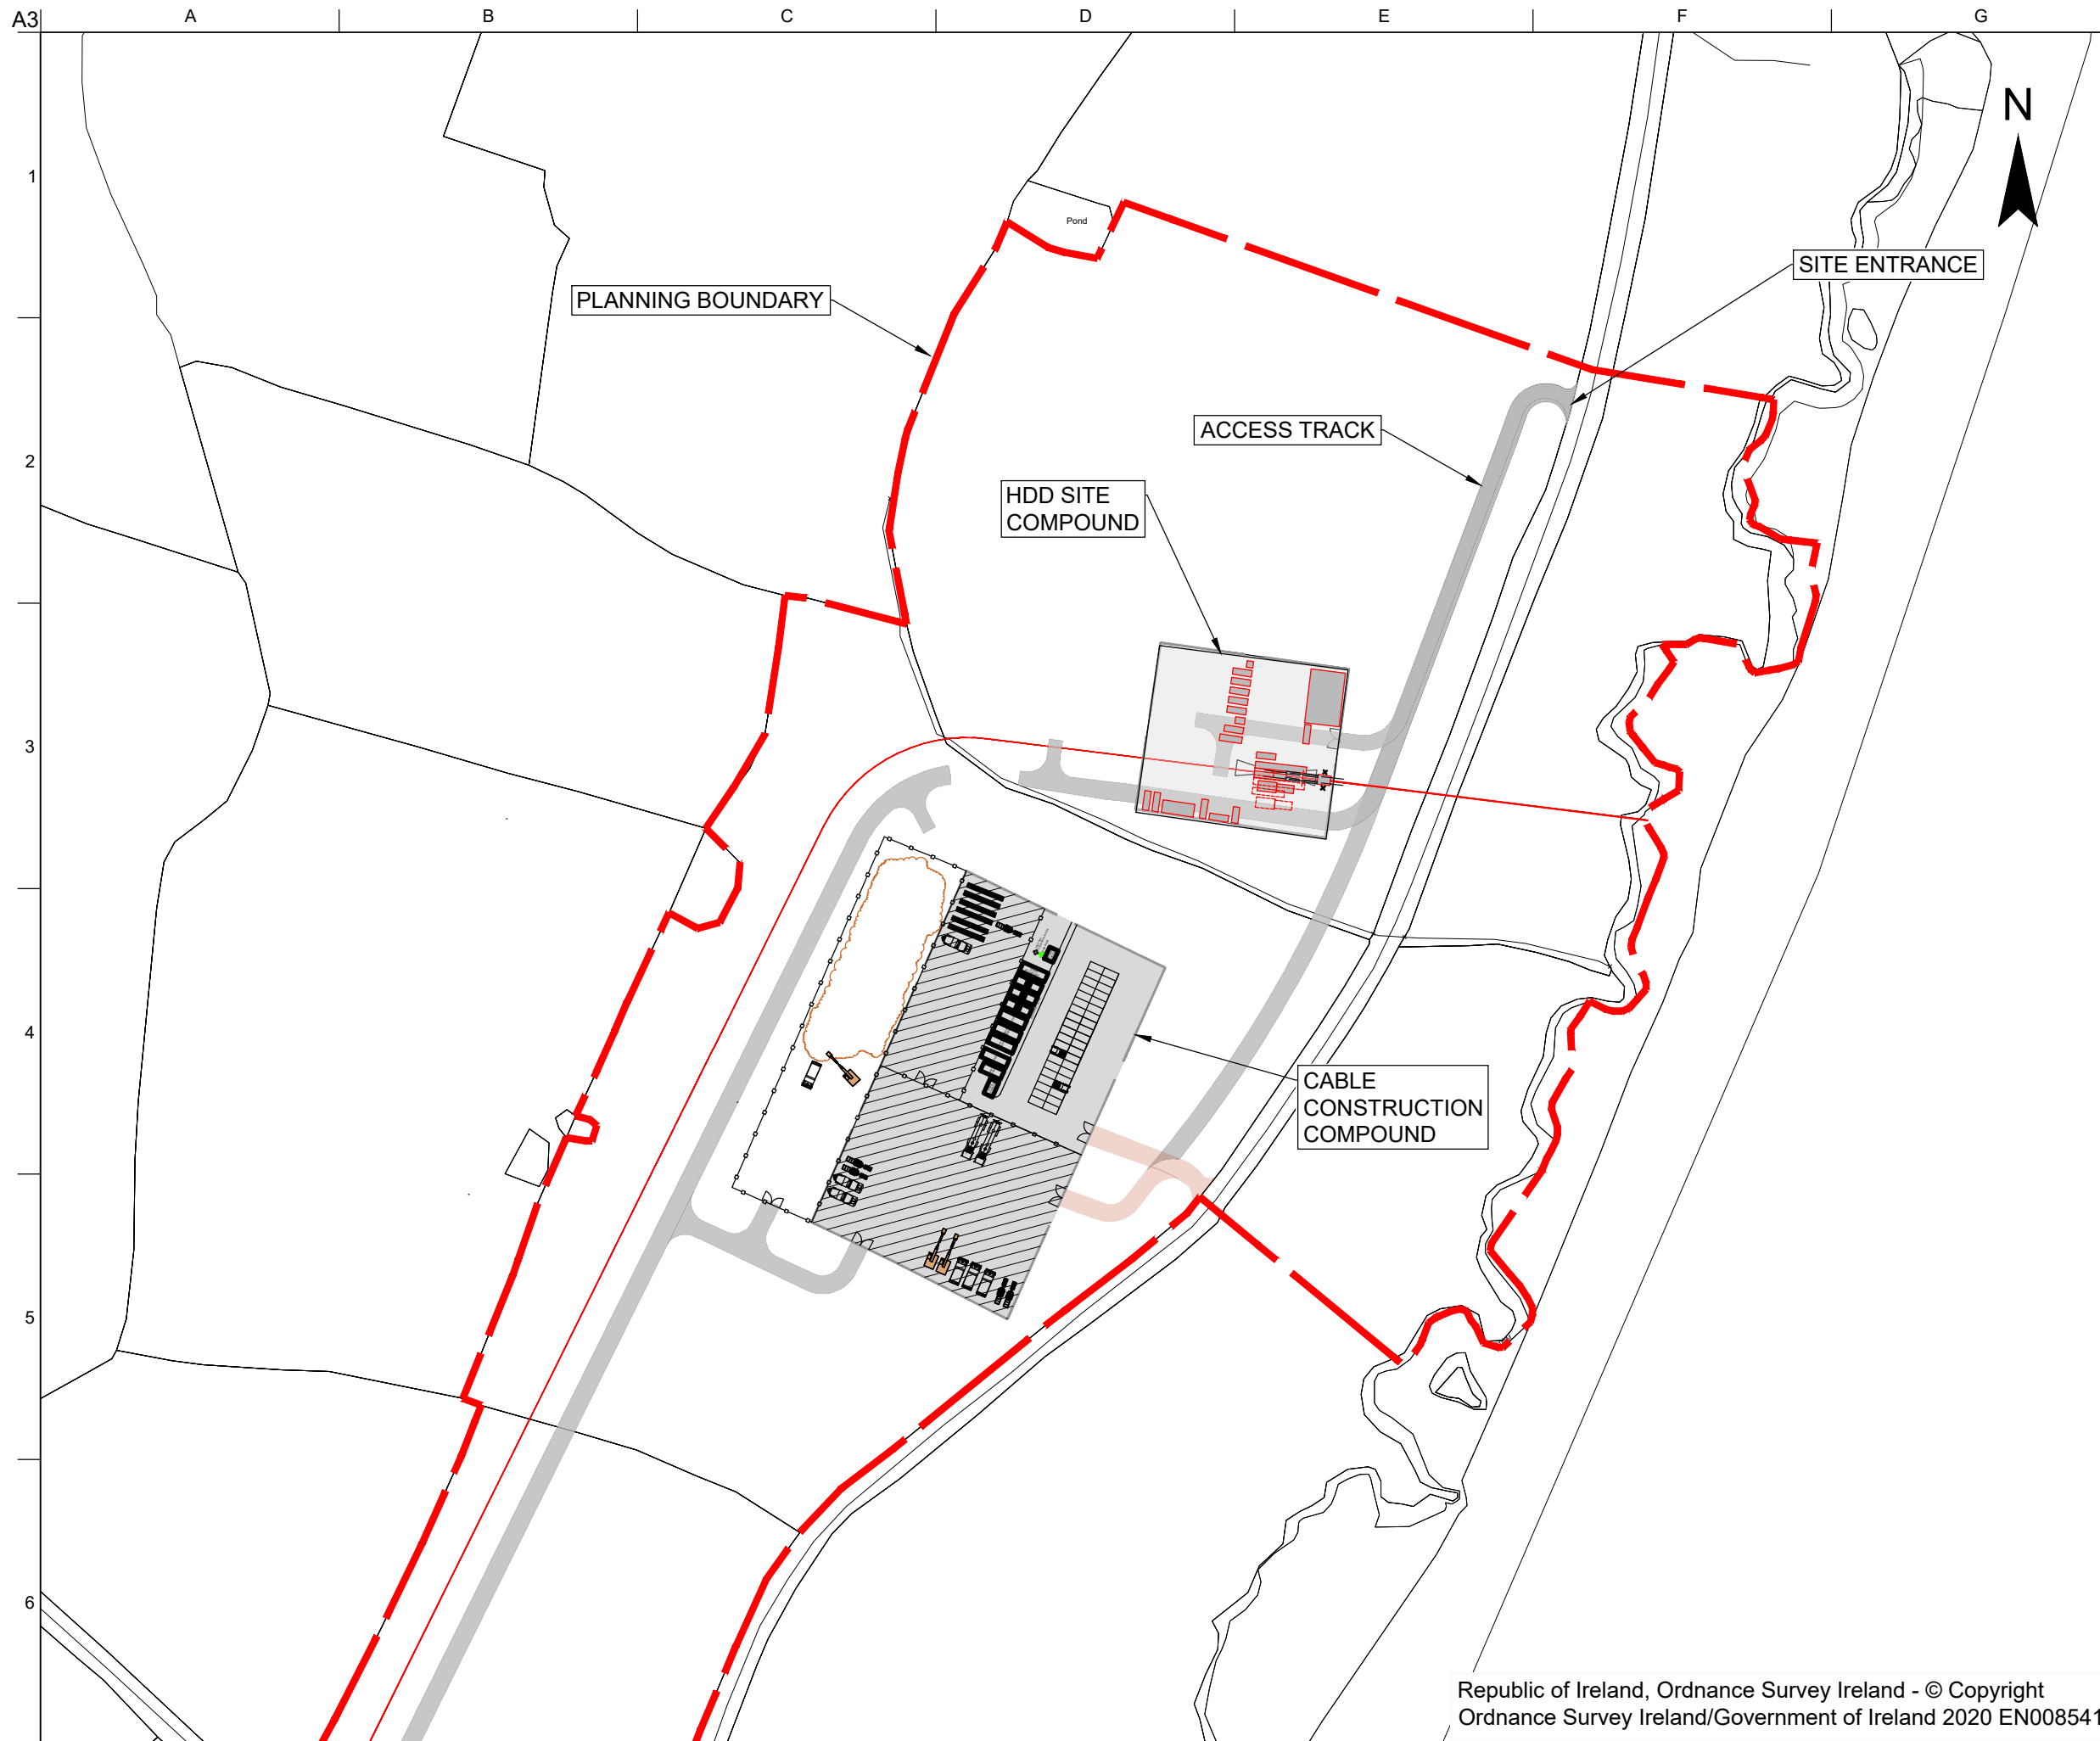 A3
A
B
C
D
E
F
G
N
1
Pond
SITE ENTRANCE
PLANNING BOUNDARY
ACCESS TRACK
2
HDD SITE
COMPOUND
3
4
CABLE
CONSTRUCTION
COMPOUND
5
6
Republic of Ireland, Ordnance Survey Ireland - © Copyright
Ordnance Survey Ireland/Government of Ireland 2020 EN008541